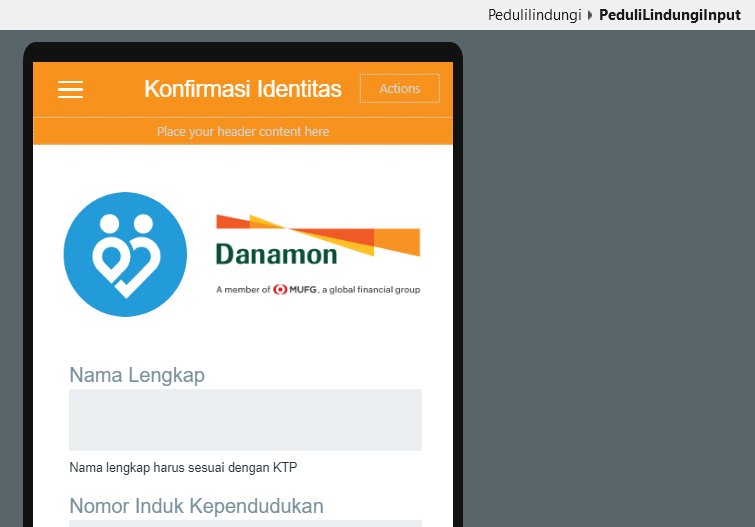 Pedulilindungi PeduliLindungiInput
Konfirmasi Identitas
Actions
Place your header content here
Danamon
A member of MUFG, a global financial group
Nama Lengkap
Nama lengkap harus sesuai dengan KTP
Nomor Induk Kependudukan